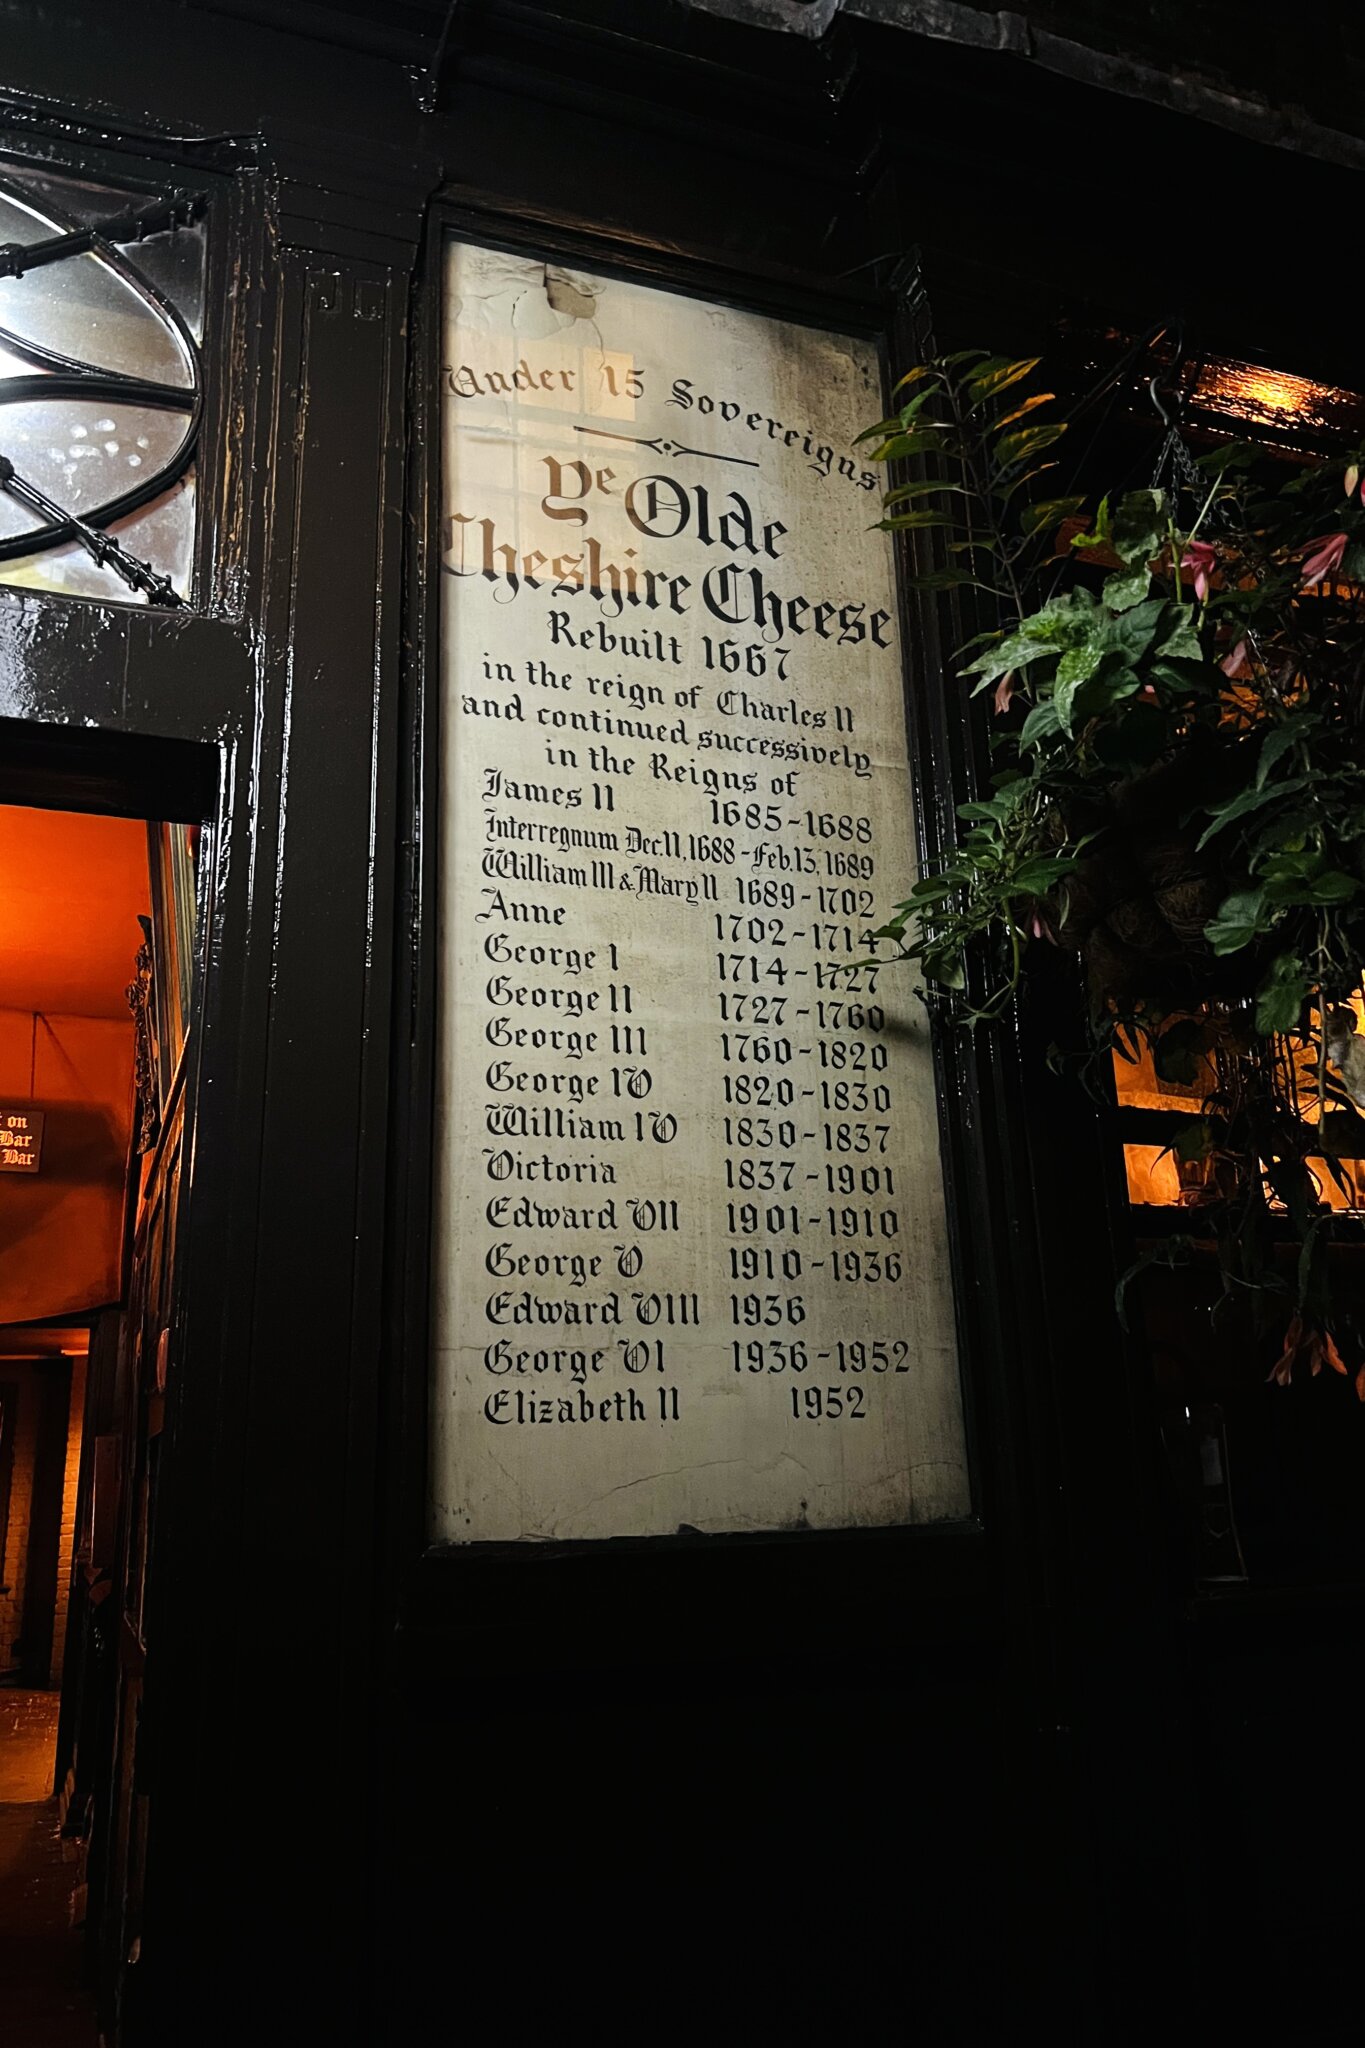 Under 15 Sovereigns
Ye Olde
Cheshire Cheese
Rebuilt 1667
in the reign of Charles II
and continued successively
in the Reigns of
James II 1685-1688
Interregnum Dec.11,1688-Feb.13,1689
William III & Mary II 1689-1702
Anne 1702-1714
George I 1714-1727
George II 1727-1760
George III 1760-1820
George IV 1820-1830
William IV 1830-1837
Victoria 1837-1901
Edward VII 1901-1910
George V 1910-1936
Edward VIII 1936
George VI 1936-1952
Elizabeth II 1952
on
Bar
Bar